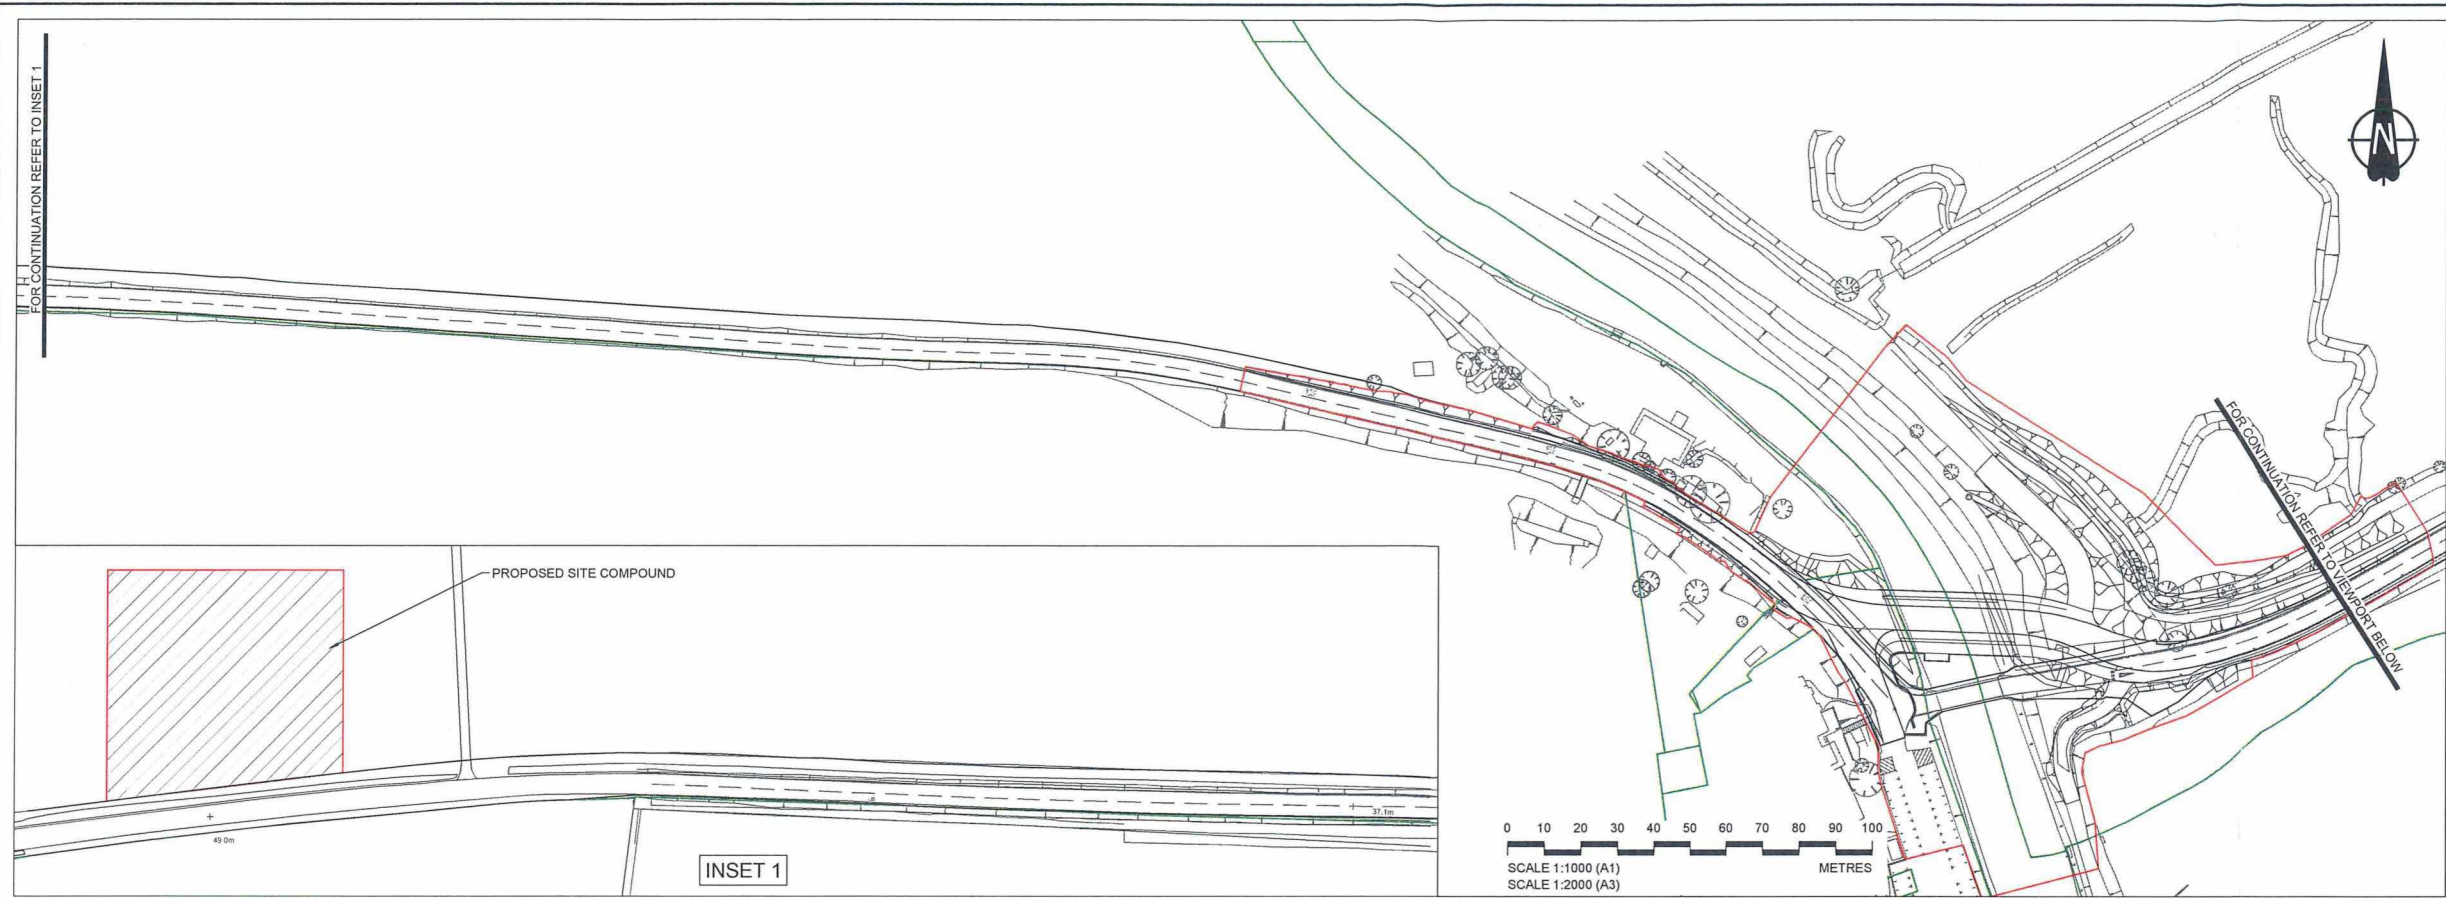 FOR CONTINUATION REFER TO INSET 1
N
FOR CONTINUATION REFER TO VIEWPORT BELOW
PROPOSED SITE COMPOUND
49.0m
37.1m
INSET 1
0 10 20 30 40 50 60 70 80 90 100
SCALE 1:1000 (A1) METRES
SCALE 1:2000 (A3)